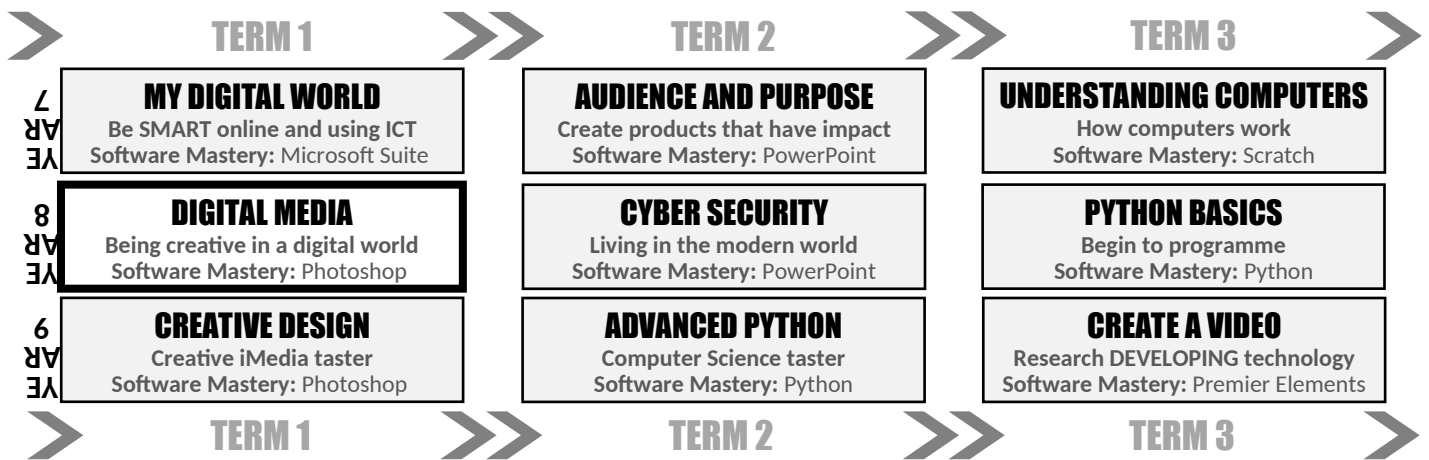 TERM 1
TERM 2
TERM 3
YEAR 7
MY DIGITAL WORLD
Be SMART online and using ICT
Software Mastery: Microsoft Suite
AUDIENCE AND PURPOSE
Create products that have impact
Software Mastery: PowerPoint
UNDERSTANDING COMPUTERS
How computers work
Software Mastery: Scratch
YEAR 8
DIGITAL MEDIA
Being creative in a digital world
Software Mastery: Photoshop
CYBER SECURITY
Living in the modern world
Software Mastery: PowerPoint
PYTHON BASICS
Begin to programme
Software Mastery: Python
YEAR 9
CREATIVE DESIGN
Creative iMedia taster
Software Mastery: Photoshop
ADVANCED PYTHON
Computer Science taster
Software Mastery: Python
CREATE A VIDEO
Research DEVELOPING technology
Software Mastery: Premier Elements
TERM 1
TERM 2
TERM 3